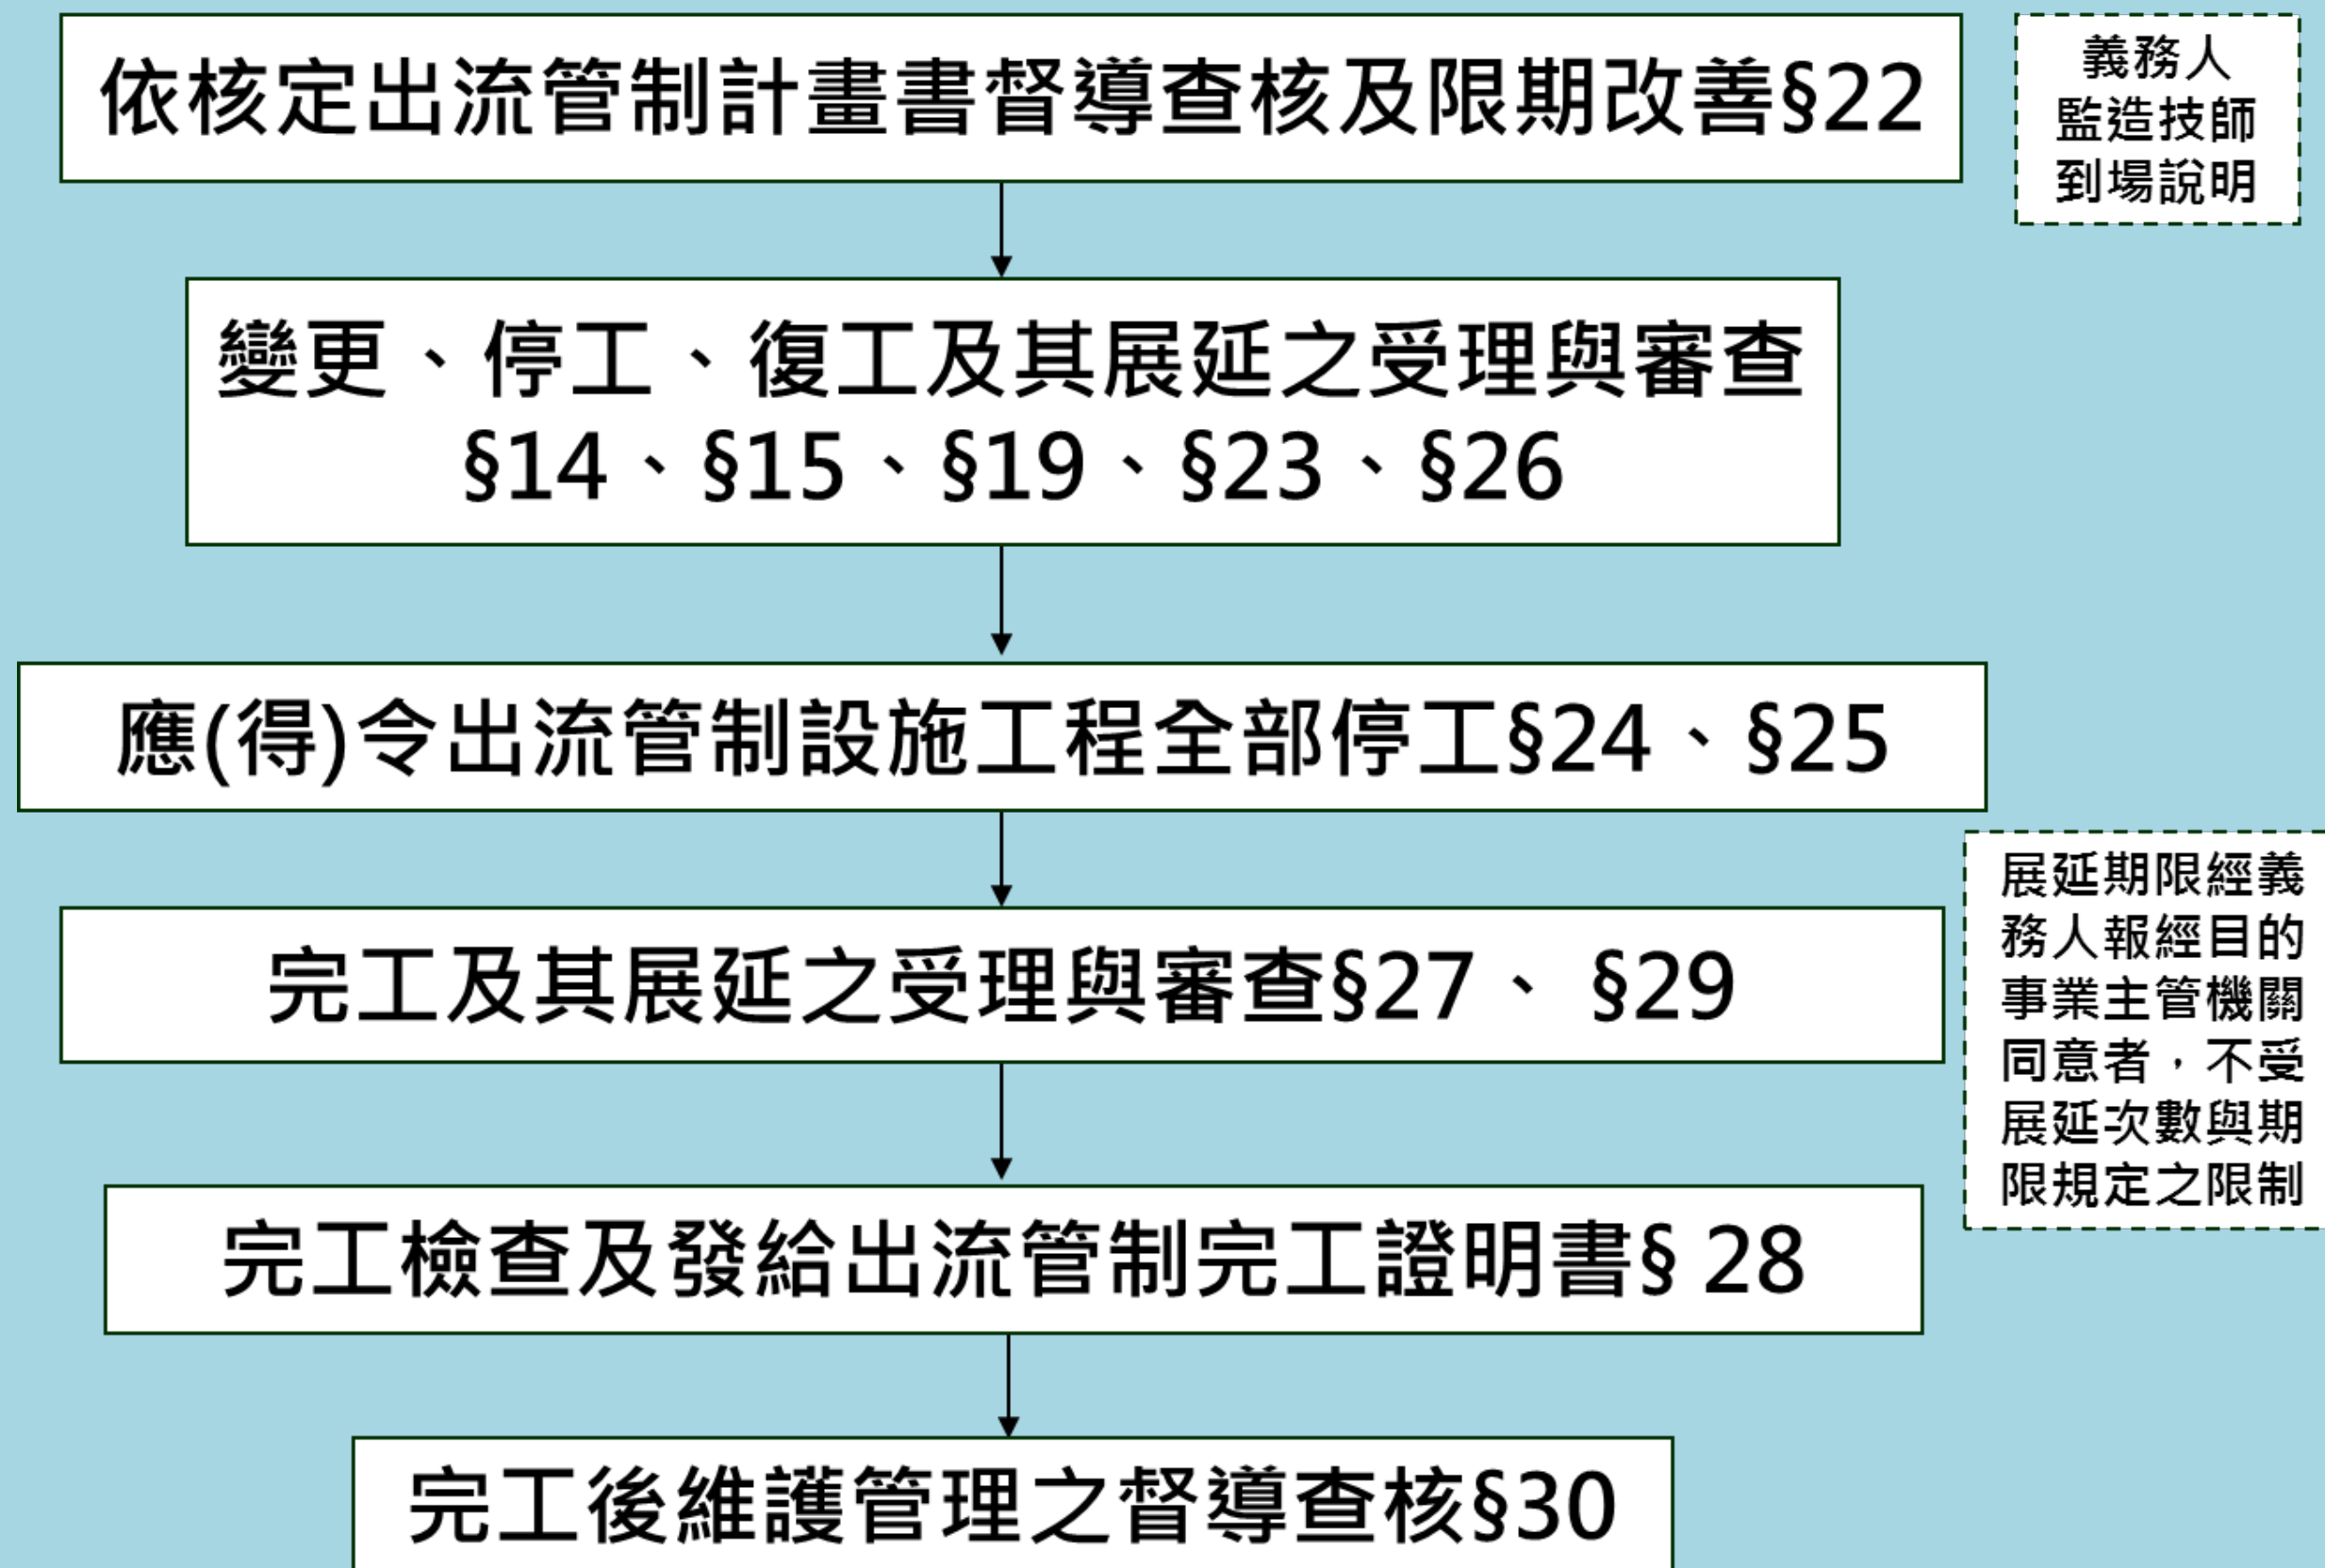 依核定出流管制計畫書督導查核及限期改善§22
義務人
監造技師
到場說明
變更、停工、復工及其展延之受理與審查
§14、§15、§19、§23、§26
應(得)令出流管制設施工程全部停工§24、§25
完工及其展延之受理與審查§27、 §29
展延期限經義
務人報經目的
事業主管機關
同意者，不受
展延次數與期
限規定之限制
完工檢查及發給出流管制完工證明書§ 28
完工後維護管理之督導查核§30